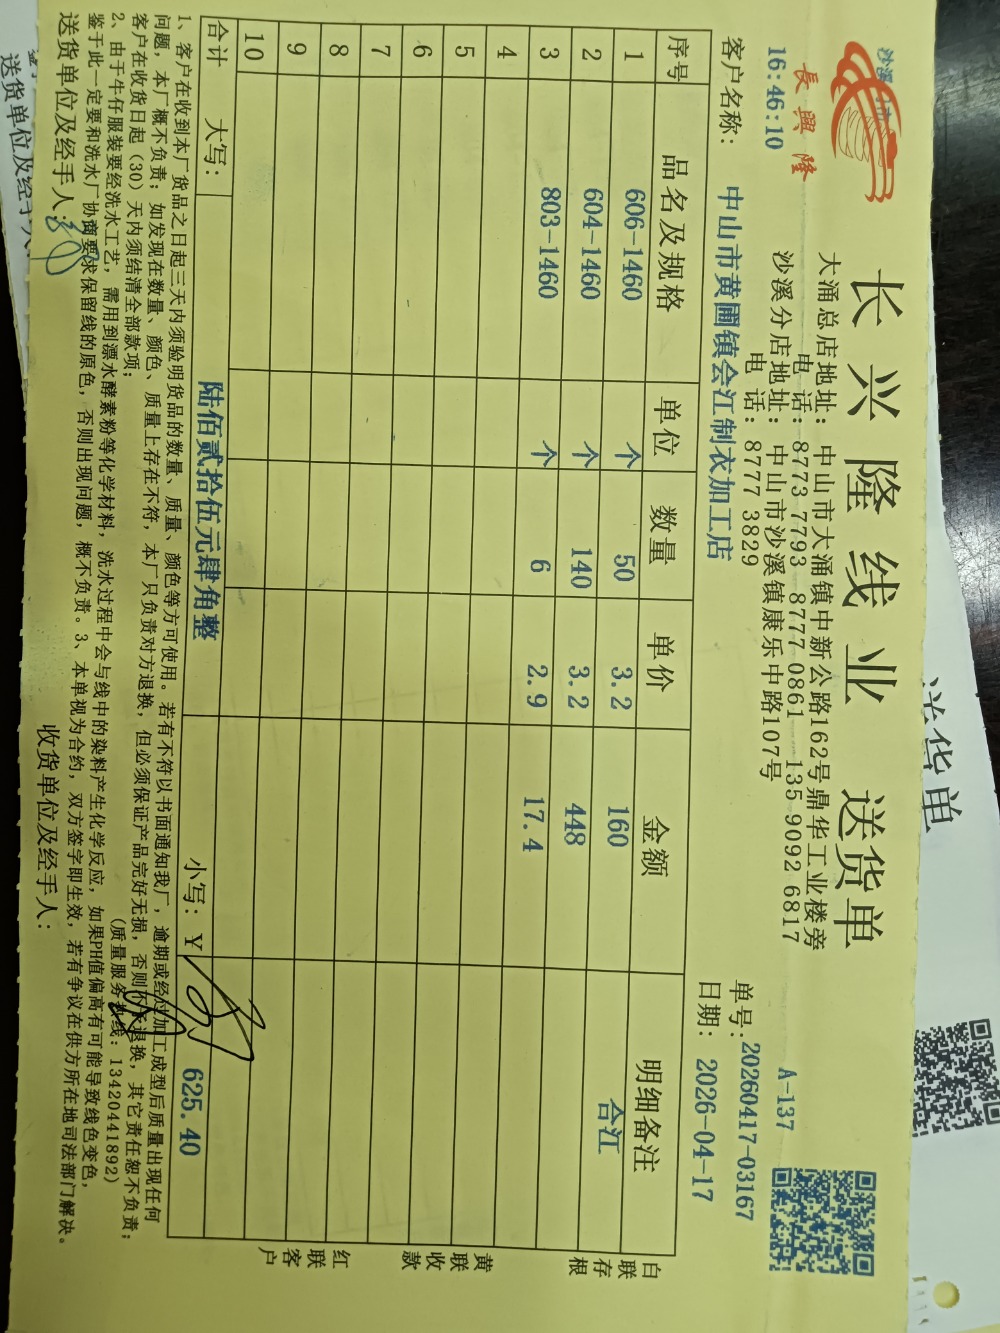 長興隆
长兴隆线业 送货单
大涌总店地址：中山市大涌镇中新公路162号鼎华工业楼旁
电 话：8773 7793 8777 0861 135 9092 6817
沙溪分店地址：中山市沙溪镇康乐中路107号
电 话：8777 3829
16:46:10
A-137
单号：20260417-03167
客户名称：中山市黄圃镇会江制衣加工店
日期：2026-04-17
序号 品名及规格 单位 数量 单价 金额 明细备注
1 606-1460 个 50 3.2 160 合江
2 604-1460 个 140 3.2 448
3 803-1460 个 6 2.9 17.4
4
5
6
7
8
9
10
合计 大写：陆佰贰拾伍元肆角整 小写：Y 625.40
白联存根
黄联收款
红联客户
1、客户在收到本厂货品之日起三天内须验明货品的数量、质量、颜色等方可使用。若有不符以书面通知我厂，逾期或经过加工成型后质量出现任何
问题，本厂概不负责；如发现在数量、颜色、质量上存在不符，本厂只负责对方退换，但必须保证产品完好无损，否则不予退换，其它责任恕不负责；
客户在收货日起（30）天内须结清全部款项；
（质量服务热线：13420441892）
2、由于牛仔服装要经洗水工艺，需用到漂水酵素粉等化学材料，洗水过程中会与线中的染料产生化学反应，如果PH值偏高有可能导致线色变色，
鉴于此一定要和洗水厂协商要求保留线的原色，否则出现问题，概不负责。3、本单视为合约，双方签字即生效，若有争议在供方所在地司法部门解决。
送货单位及经手人：
收货单位及经手人：
送货单
送货单位及经手人